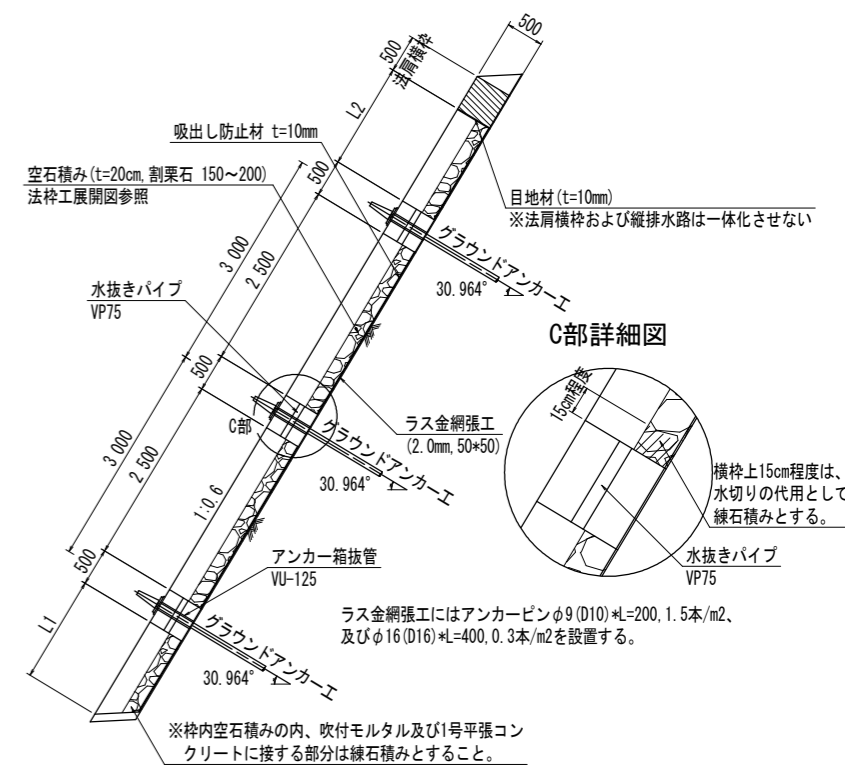 500
500
法肩横枠
L2
吸出し防止材 t=10mm
500
空石積み(t=20cm,割栗石 150～200)
法枠工展開図参照
目地材(t=10mm)
※法肩横枠および縦排水路は一体化させない
3 000
2 500
グラウンドアンカー工
30.964°
水抜きパイプ
VP75
C部詳細図
500
15cm程度
C部
ラス金網張工
(2.0mm,50*50)
グラウンドアンカー工
30.964°
3 000
2 500
1:0.6
横枠上15cm程度は、
水切りの代用として
練石積みとする。
水抜きパイプ
VP75
500
アンカー箱抜管
VU-125
L1
ラス金網張工にはアンカーピンφ9(D10)*L=200,1.5本/m2、
及びφ16(D16)*L=400,0.3本/m2を設置する。
グラウンドアンカー工
30.964°
※枠内空石積みの内、吹付モルタル及び1号平張コン
クリートに接する部分は練石積みとすること。